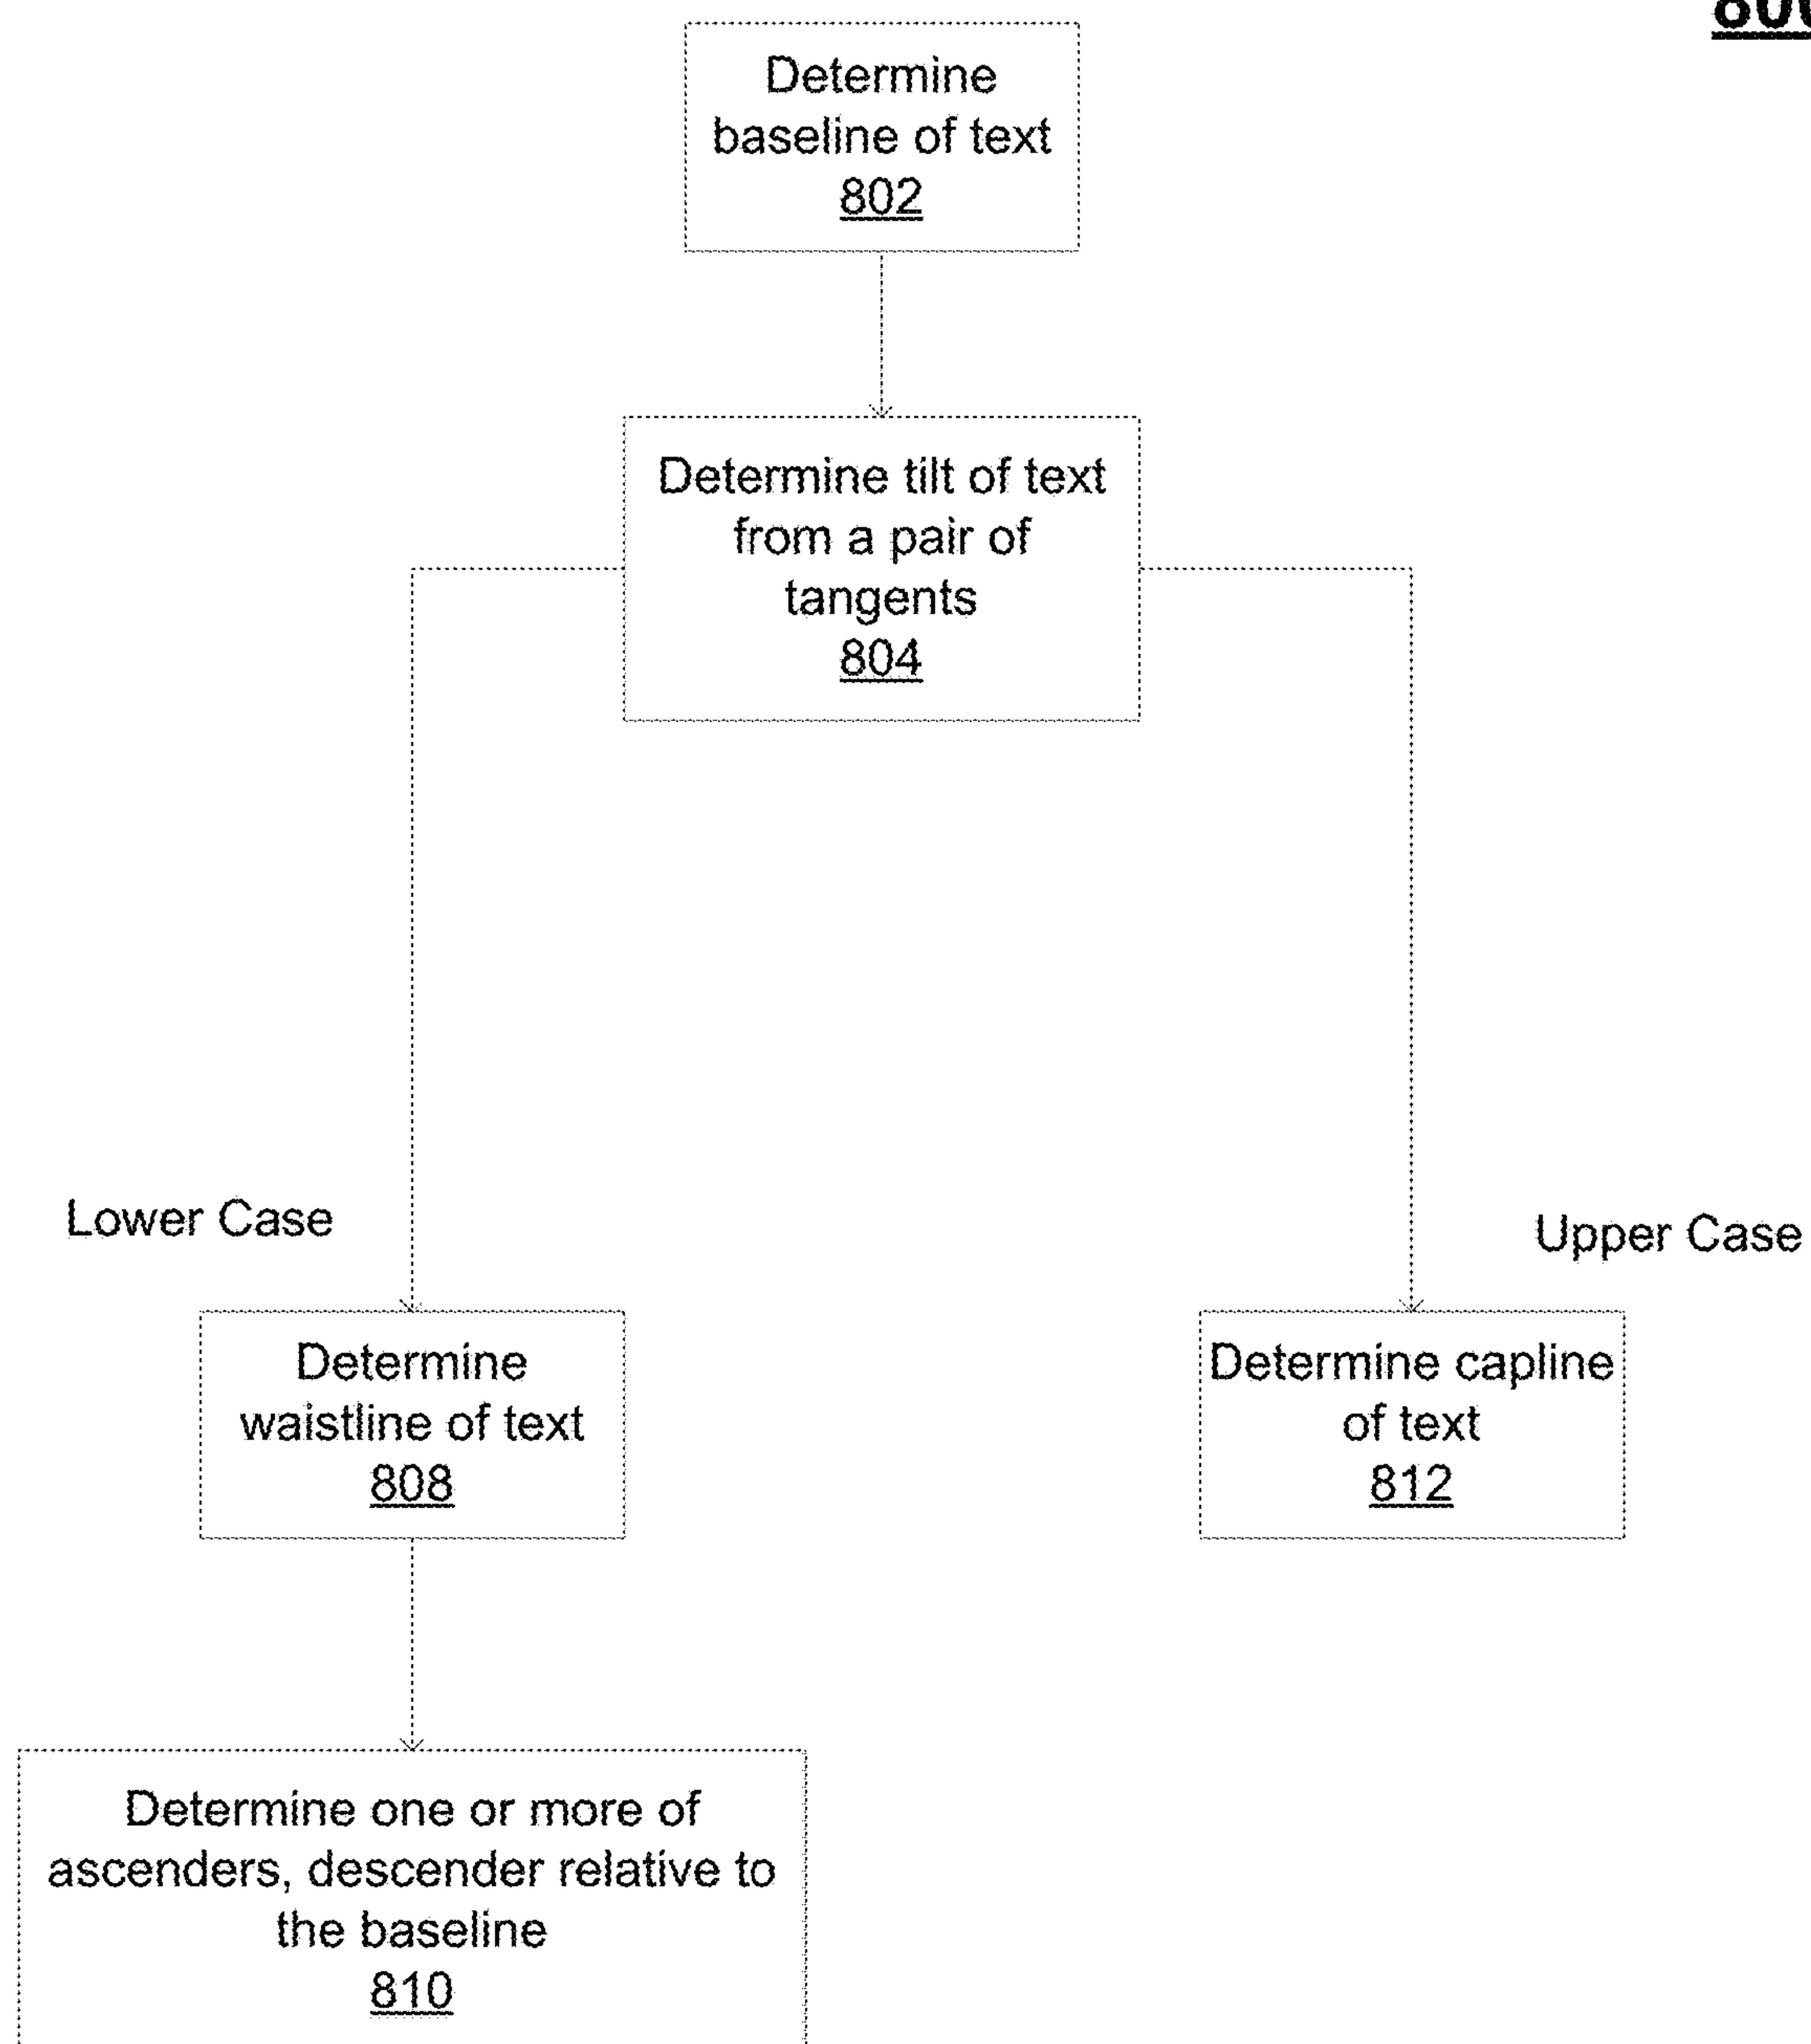 800
Determine
baseline of text
802
Determine tilt of text
from a pair of
tangents
804
Lower Case
Upper Case
Determine
waistline of text
808
Determine capline
of text
812
Determine one or more of
ascenders, descender relative to
the baseline
810